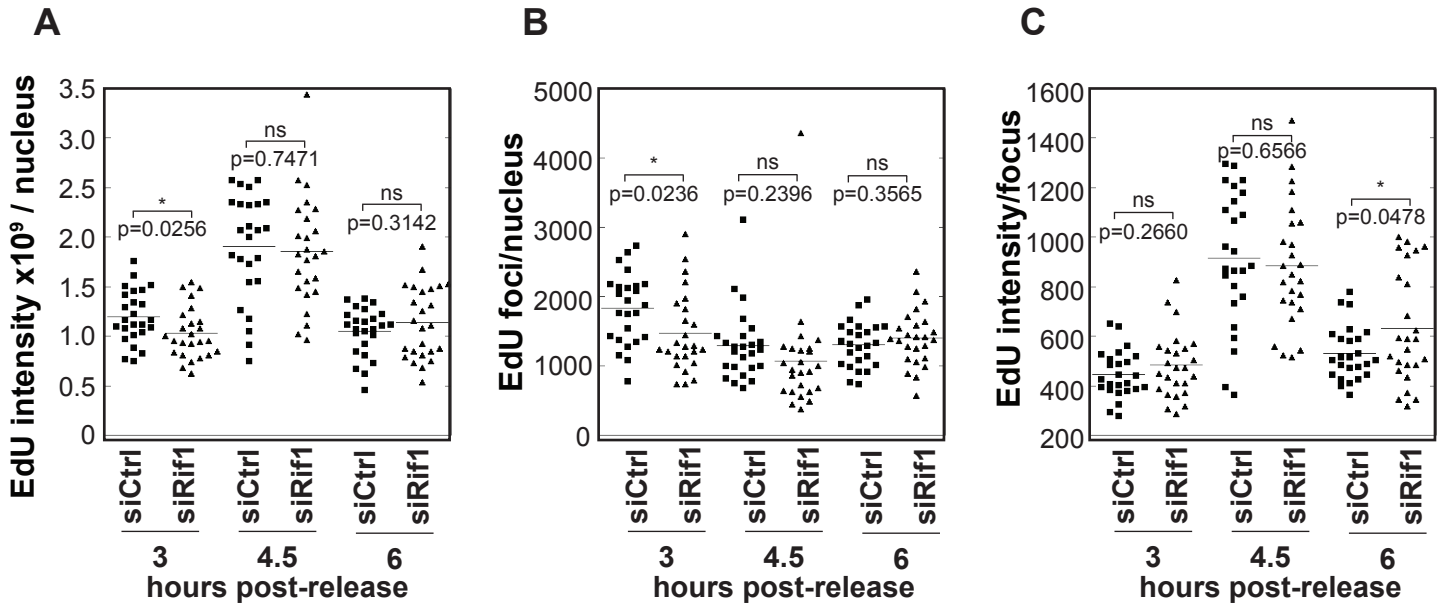 A
EdU intensity x10⁹ / nucleus
3.5
3.0
2.5
2.0
1.5
1.0
0.5
0
*
p=0.0256
ns
p=0.7471
ns
p=0.3142
siCtrl
siRif1
siCtrl
siRif1
siCtrl
siRif1
3
4.5
6
hours post-release
B
EdU foci/nucleus
5000
4000
3000
2000
1000
0
*
p=0.0236
ns
p=0.2396
ns
p=0.3565
siCtrl
siRif1
siCtrl
siRif1
siCtrl
siRif1
3
4.5
6
hours post-release
C
EdU intensity/focus
1600
1400
1200
1000
800
600
400
200
ns
p=0.2660
ns
p=0.6566
*
p=0.0478
siCtrl
siRif1
siCtrl
siRif1
siCtrl
siRif1
3
4.5
6
hours post-release